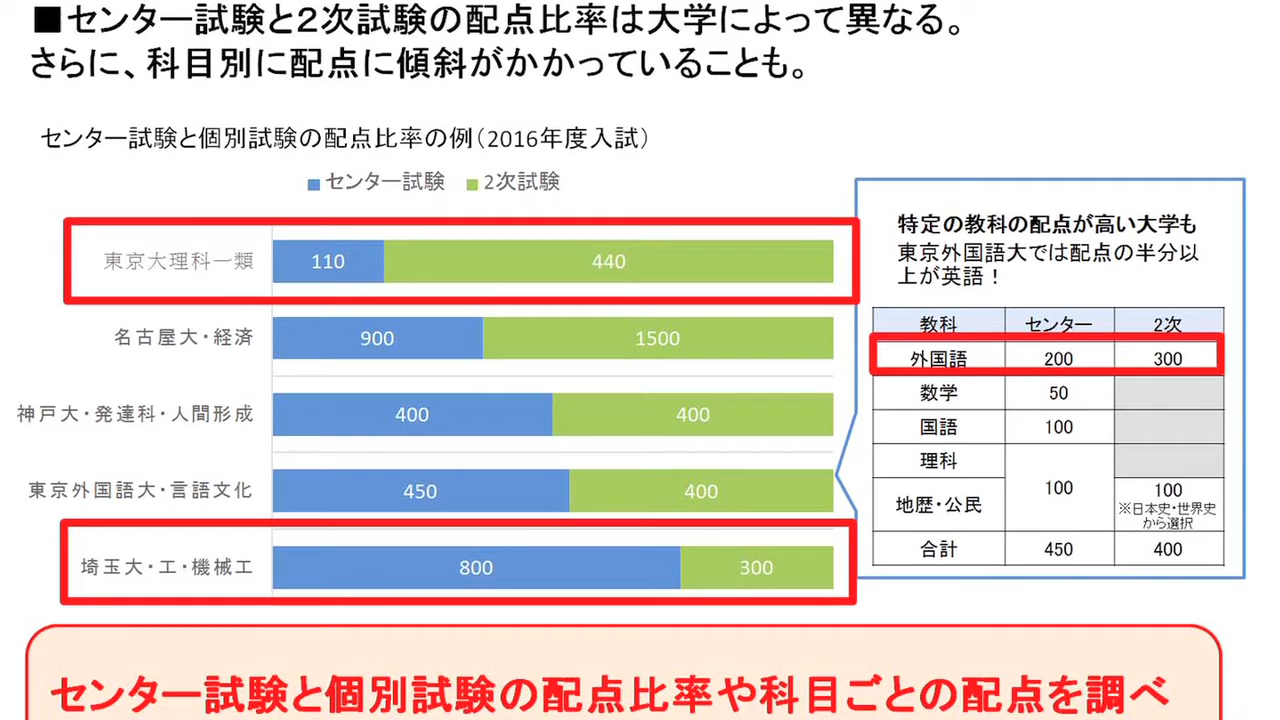 ■センター試験と2次試験の配点比率は大学によって異なる。
さらに、科目別に配点に傾斜がかかっていることも。
センター試験と個別試験の配点比率の例（2016年度入試）
センター試験 2次試験
東京大理科一類 110 440
名古屋大・経済 900 1500
神戸大・発達科・人間形成 400 400
東京外国語大・言語文化 450 400
埼玉大・工・機械工 800 300
特定の教科の配点が高い大学も
東京外国語大では配点の半分以
上が英語！
教科 センター 2次
外国語 200 300
数学 50
国語 100
理科
100
地歴・公民 100
※日本史・世界史
から選択
合計 450 400
センター試験と個別試験の配点比率や科目ごとの配点を調べ